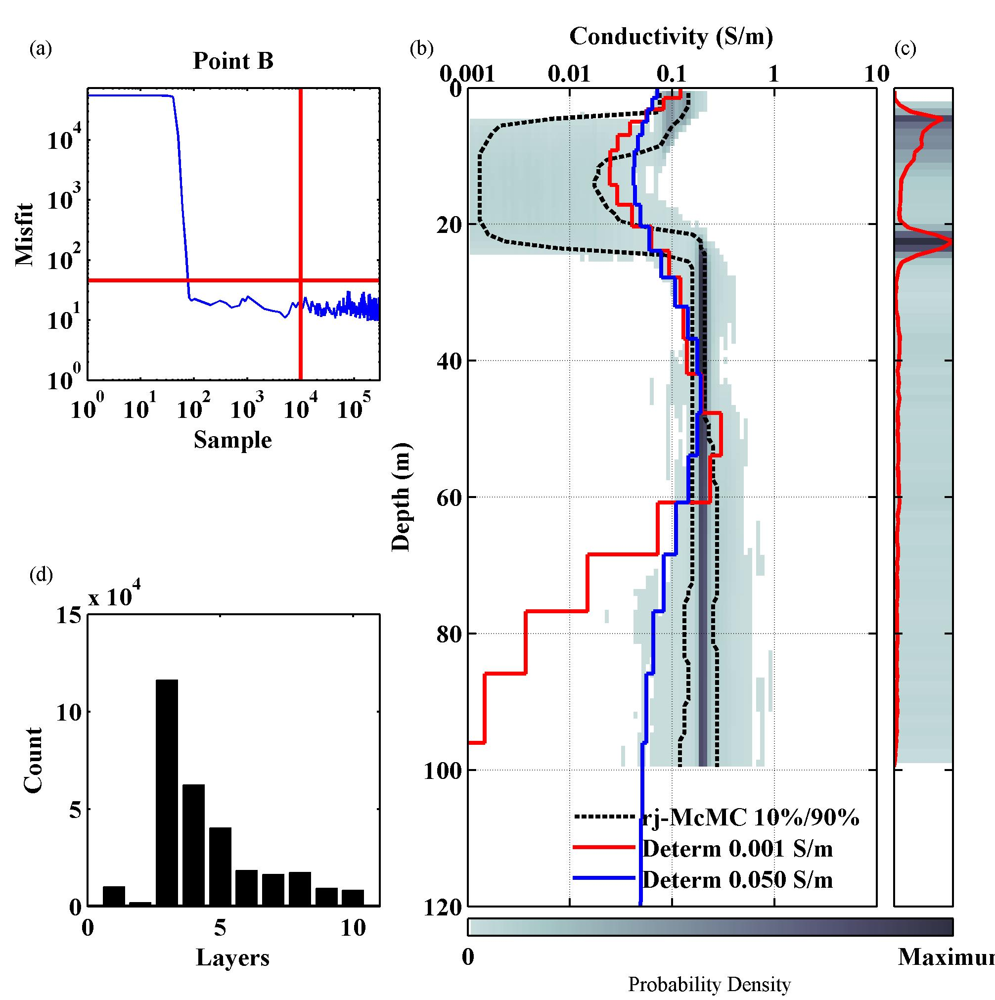 (a)
Point B
10^4
10^3
10^2
10^1
10^0
Misfit
10^0 10^1 10^2 10^3 10^4 10^5
Sample
(b)
Conductivity (S/m)
0.001 0.01 0.1 1 10
0
20
40
60
80
100
120
Depth (m)
rj-McMC 10%/90%
Determ 0.001 S/m
Determ 0.050 S/m
(c)
(d)
x 10^4
15
10
5
0
Count
0 5 10
Layers
0 Maximu
Probability Density